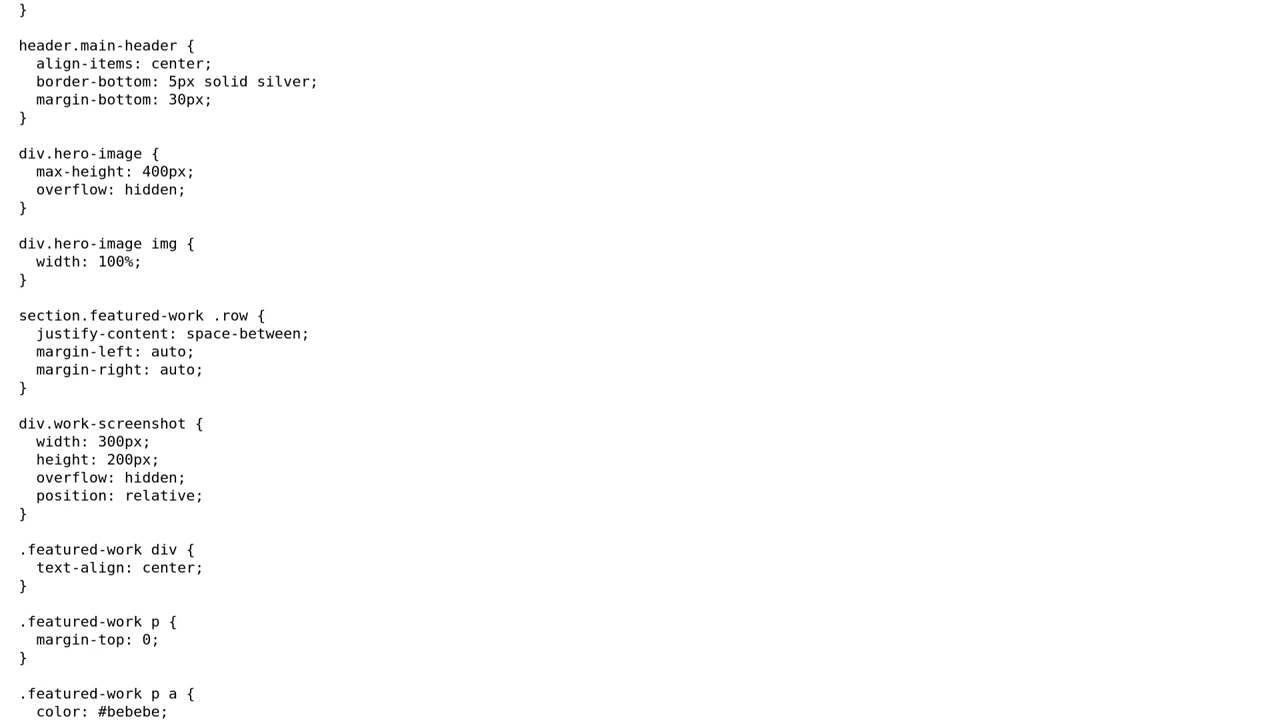 }
header.main-header {
  align-items: center;
  border-bottom: 5px solid silver;
  margin-bottom: 30px;
}
div.hero-image {
  max-height: 400px;
  overflow: hidden;
}
div.hero-image img {
  width: 100%;
}
section.featured-work .row {
  justify-content: space-between;
  margin-left: auto;
  margin-right: auto;
}
div.work-screenshot {
  width: 300px;
  height: 200px;
  overflow: hidden;
  position: relative;
}
.featured-work div {
  text-align: center;
}
.featured-work p {
  margin-top: 0;
}
.featured-work p a {
  color: #bebebe;